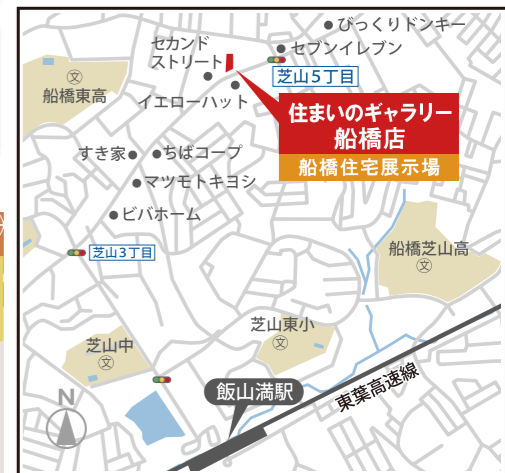 びっくりドンキー
セカンド
ストリート
セブンイレブン
芝山5丁目
文
船橋東高
イエローハット
住まいのギャラリー
船橋店
船橋住宅展示場
すき家
ちばコープ
マツモトキヨシ
ビバホーム
芝山3丁目
船橋芝山高
文
芝山東小
文
芝山中
文
飯山満駅
東葉高速線
N